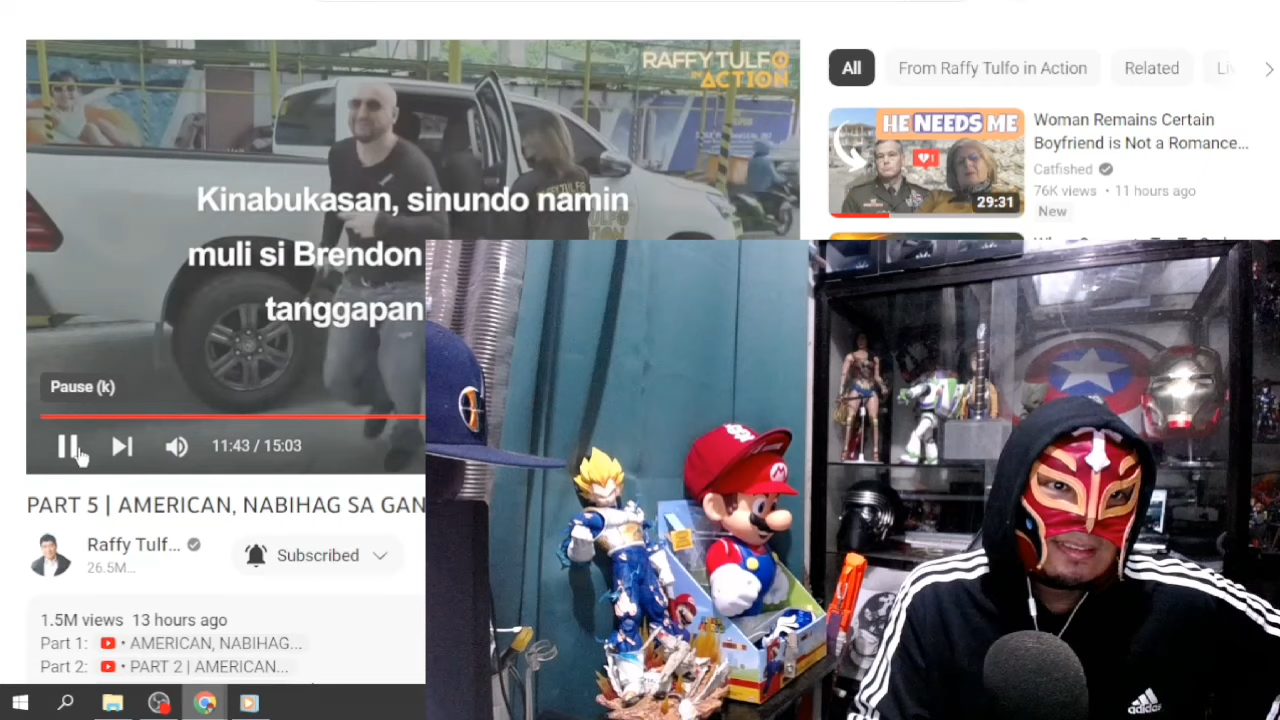 RAFFY TULFO
IN ACTION
Kinabukasan, sinundo namin
muli si Brendon
tanggapan
Pause (k)
11:43 / 15:03
PART 5 | AMERICAN, NABIHAG SA GAN
Raffy Tulf...
26.5M...
Subscribed
1.5M views 13 hours ago
Part 1: • AMERICAN, NABIHAG...
Part 2: • PART 2 | AMERICAN...
All
From Raffy Tulfo in Action
Related
Li
HE NEEDS ME
29:31
Woman Remains Certain
Boyfriend is Not a Romance...
Catfished
76K views • 11 hours ago
New
adidas